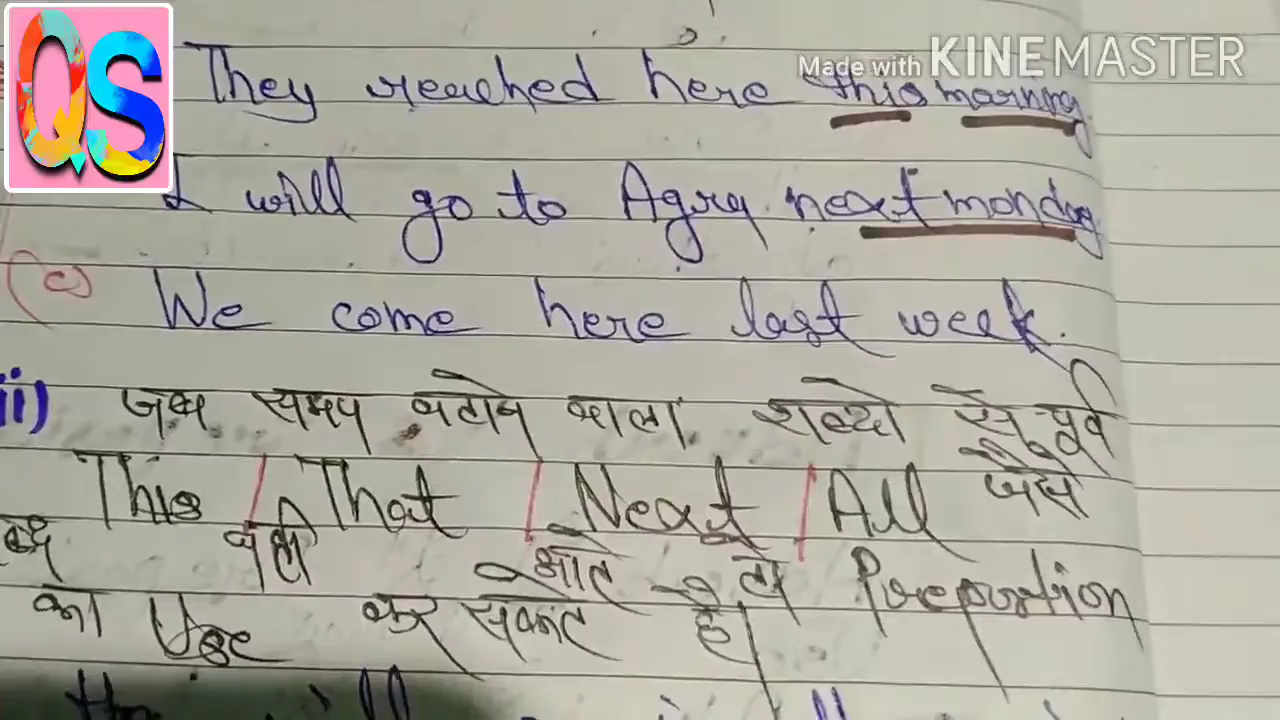 QS
Made with KINEMASTER
They reached here this morning
I will go to Agra next monday
(c) We come here last week.
ii) जब समय बताने वाला शब्दो से पूर्व
This / That / Next / All जैसे
शब्द नही आते है तो Preposition
का Use कर सकते है।